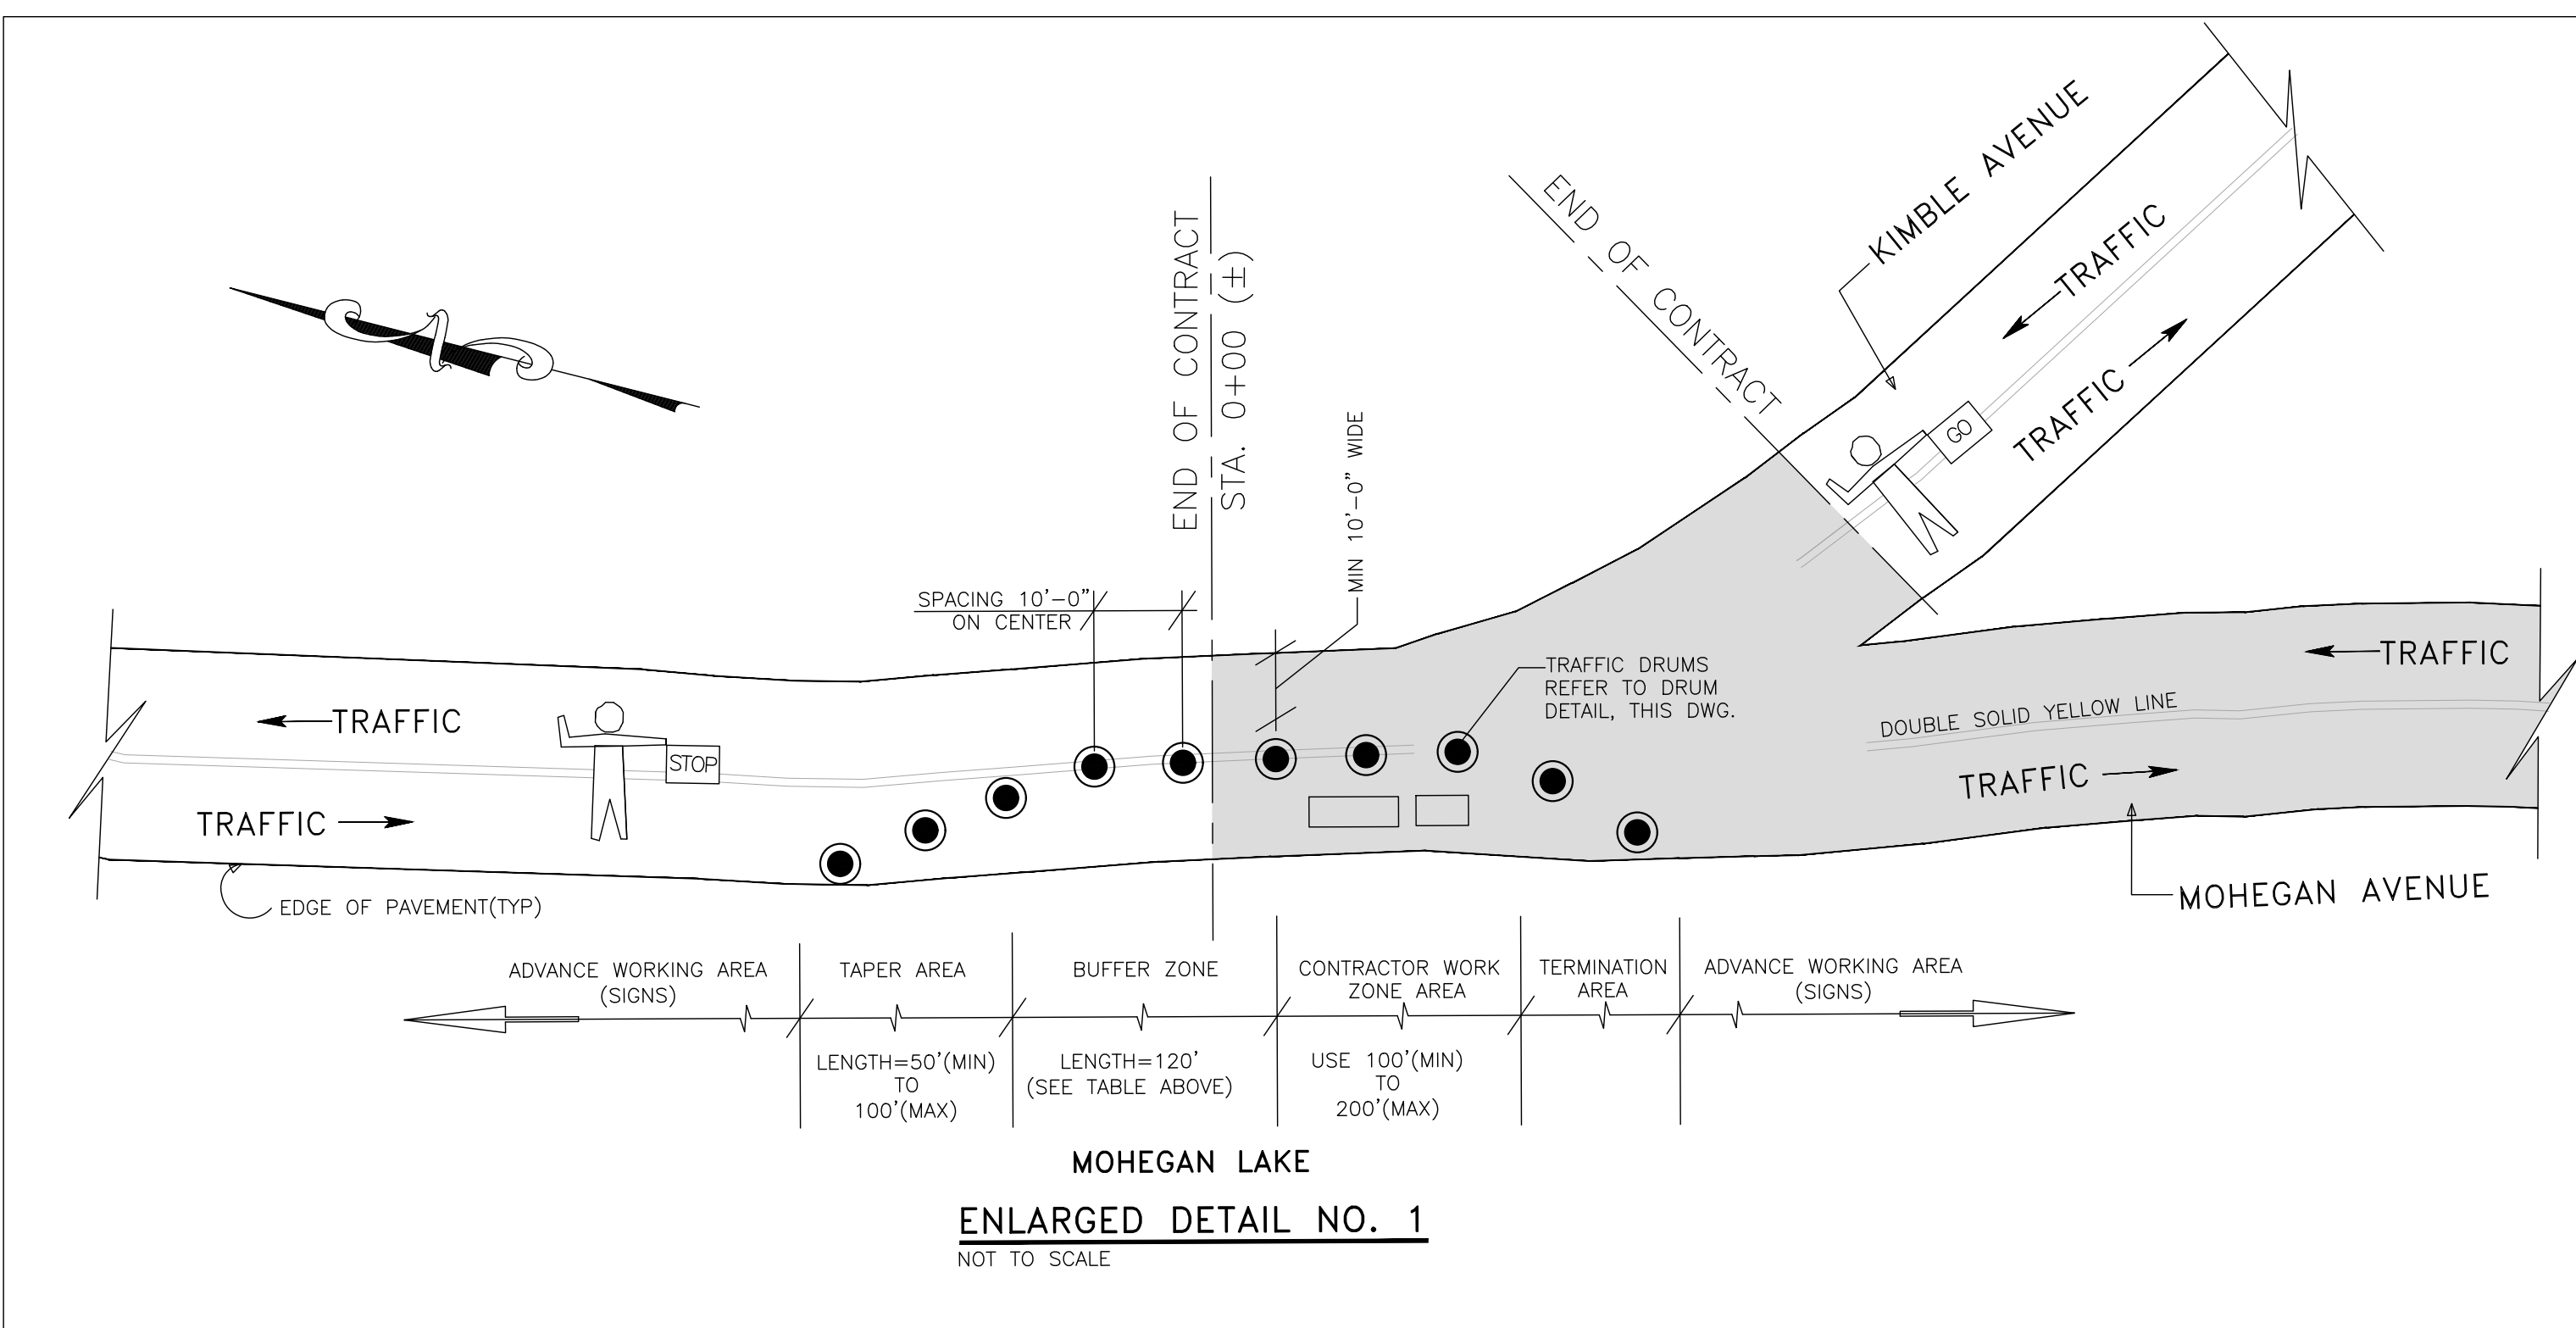 KIMBLE AVENUE
END OF CONTRACT
TRAFFIC
TRAFFIC
GO
END OF CONTRACT
STA. 0+00 (±)
MIN 10'-0" WIDE
SPACING 10'-0"
ON CENTER
TRAFFIC DRUMS
REFER TO DRUM
DETAIL, THIS DWG.
TRAFFIC
DOUBLE SOLID YELLOW LINE
TRAFFIC
MOHEGAN AVENUE
TRAFFIC
STOP
TRAFFIC
EDGE OF PAVEMENT(TYP)
ADVANCE WORKING AREA
(SIGNS)
TAPER AREA
BUFFER ZONE
CONTRACTOR WORK
ZONE AREA
TERMINATION
AREA
ADVANCE WORKING AREA
(SIGNS)
LENGTH=50'(MIN)
TO
100'(MAX)
LENGTH=120'
(SEE TABLE ABOVE)
USE 100'(MIN)
TO
200'(MAX)
MOHEGAN LAKE
ENLARGED DETAIL NO. 1
NOT TO SCALE